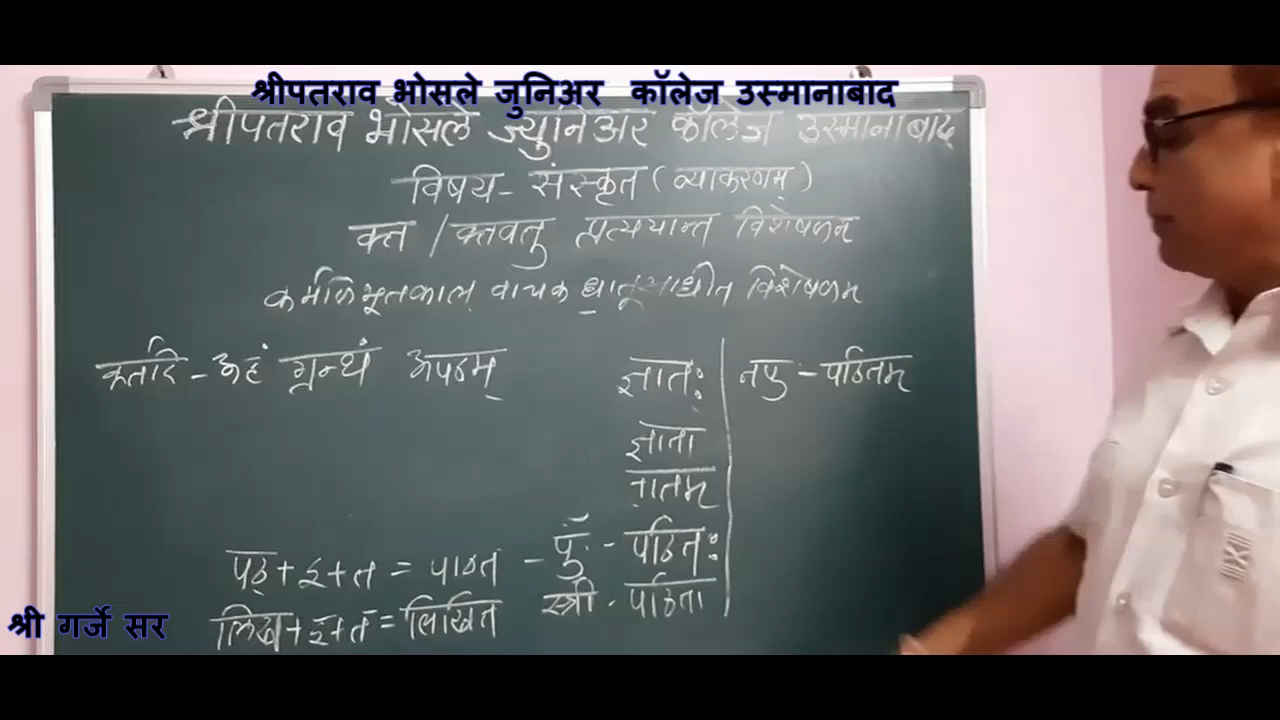 श्रीपतराव भोसले जुनिअर कॉलेज उस्मानाबाद
श्रीपतराव भोसले ज्युनिअर कॉलेज उस्मानाबाद
विषय - संस्कृत (व्याकरणम्)
क्त / क्तवतु प्रत्ययान्त विशेषणम्
कर्मणि भूतकाल वाचक धातूसाधीत विशेषणम्
कर्तरि - अहं ग्रन्थं अपठम्
ज्ञातः
ज्ञाता
नपु - पठितम्
पठ् + इ + त = पठित - पुं - पठितः
लिख + इ + त = लिखित स्त्री - पठिता
श्री गर्जे सर